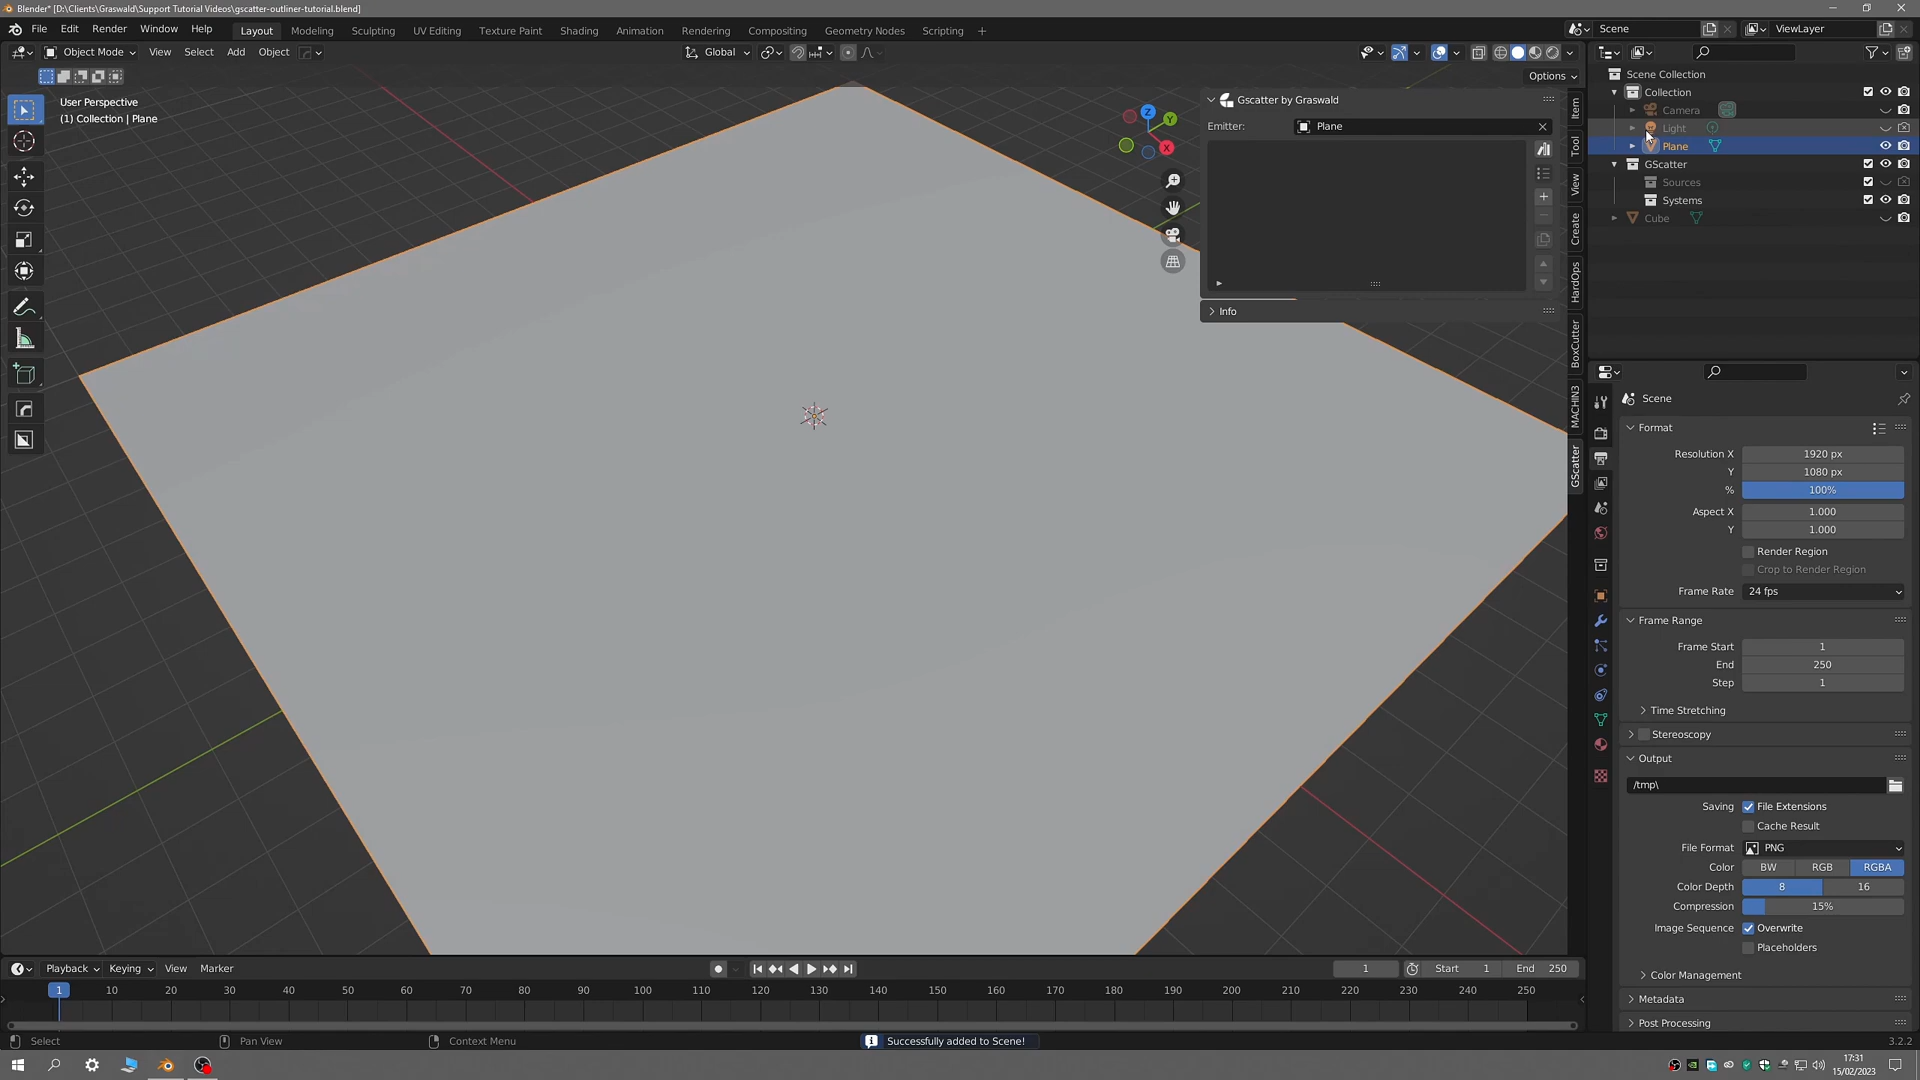 Blender* [D:\Clients\Graswald\Support Tutorial Videos\gscatter-outliner-tutorial.blend]
File Edit Render Window Help Layout Modeling Sculpting UV Editing Texture Paint Shading Animation Rendering Compositing Geometry Nodes Scripting + Scene ViewLayer
Object Mode View Select Add Object Global
Options
User Perspective
(1) Collection | Plane
Z
Y
X
Gscatter by Graswald
Emitter: Plane
Info
Item
Tool
View
Create
HardOps
BoxCutter
MACHIN3
GScatter
Scene Collection
Collection
Camera
Light
Plane
GScatter
Sources
Systems
Cube
Scene
Format
Resolution X 1920 px
Y 1080 px
% 100%
Aspect X 1.000
Y 1.000
Render Region
Crop to Render Region
Frame Rate 24 fps
Frame Range
Frame Start 1
End 250
Step 1
Time Stretching
Stereoscopy
Output
/tmp\
Saving File Extensions
Cache Result
File Format PNG
Color BW RGB RGBA
Color Depth 8 16
Compression 15%
Image Sequence Overwrite
Placeholders
Color Management
Metadata
Post Processing
Playback Keying View Marker 1 Start 1 End 250
1 10 20 30 40 50 60 70 80 90 100 110 120 130 140 150 160 170 180 190 200 210 220 230 240 250
Select Pan View Context Menu Successfully added to Scene! 3.2.2
17:31
15/02/2023